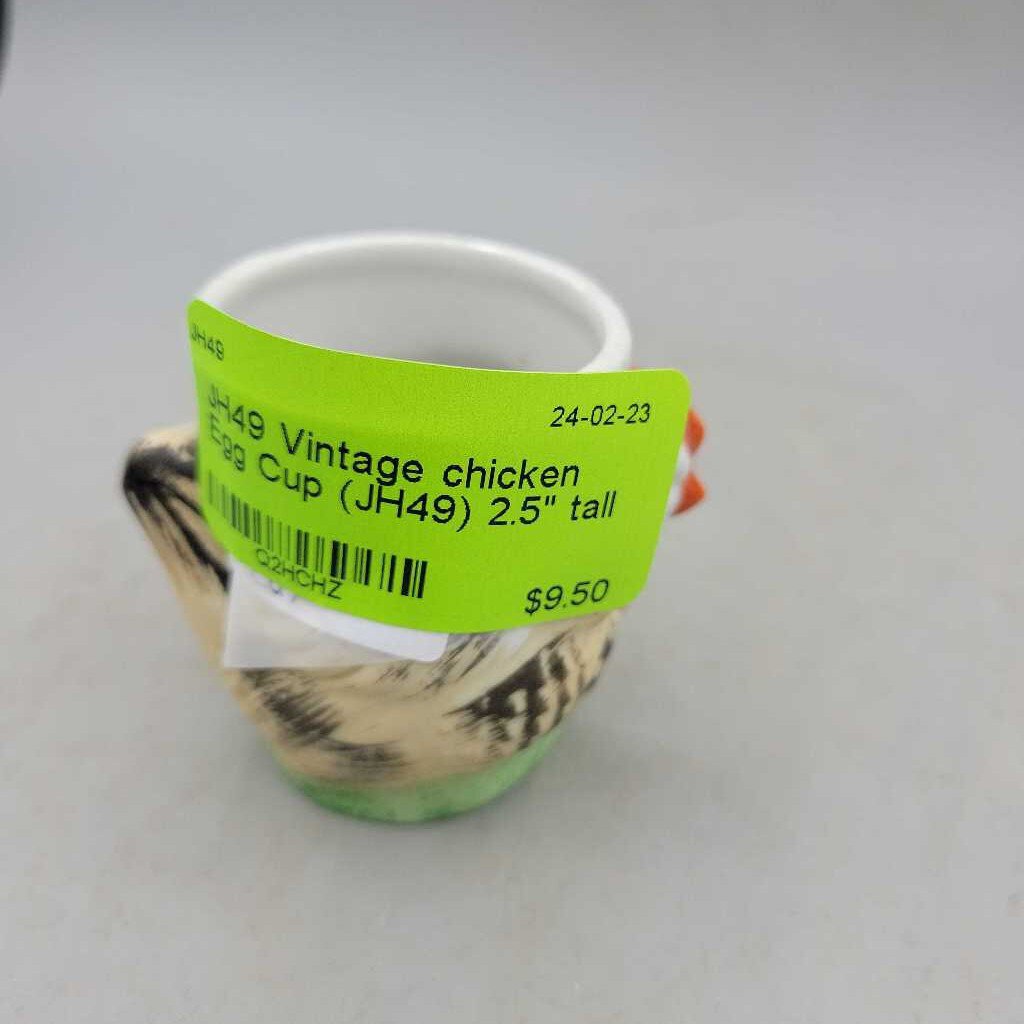 JH49
24-02-23
JH49 Vintage chicken
Egg Cup (JH49) 2.5" tall
Q2HCHZ
$9.50